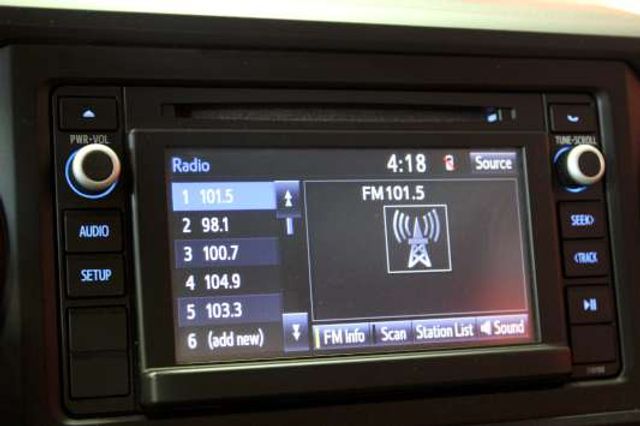 PWR•VOL
TUNE•SCROLL
Radio
4:18
Source
1 101.5
FM101.5
2 98.1
3 100.7
4 104.9
5 103.3
6 (add new)
FM Info
Scan
Station List
Sound
AUDIO
SETUP
SEEK>
<TRACK